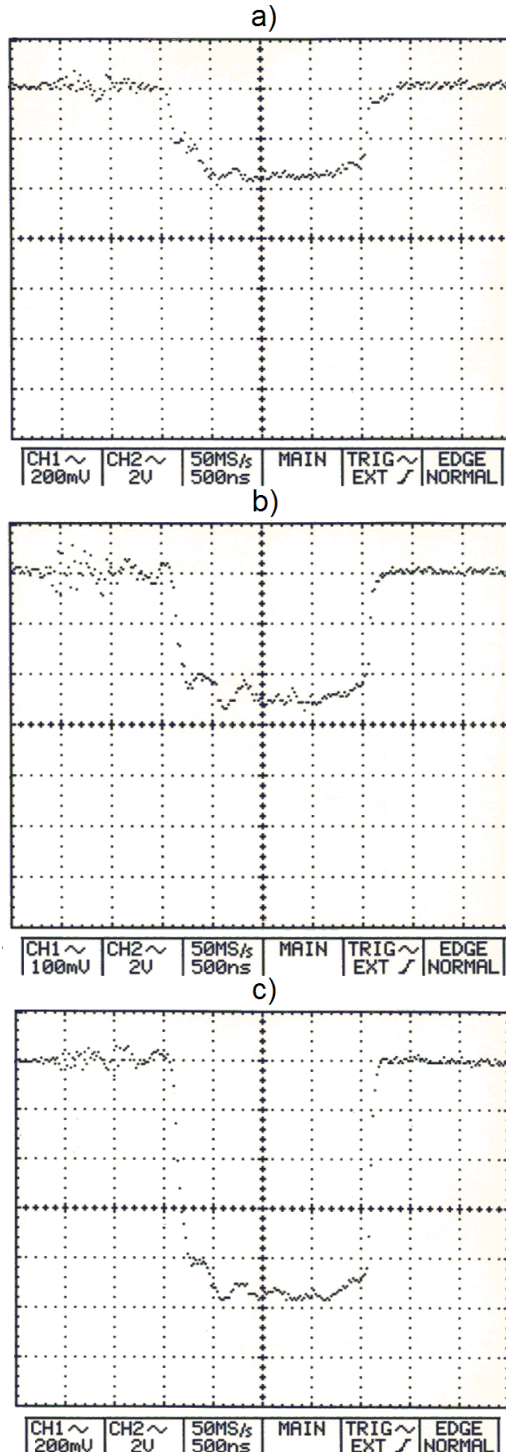 a)
CH1~ CH2~ 50MS/s MAIN TRIG~ EDGE
200mV 2V 500ns EXT ƒ NORMAL
b)
CH1~ CH2~ 50MS/s MAIN TRIG~ EDGE
100mV 2V 500ns EXT ƒ NORMAL
c)
CH1~ CH2~ 50MS/s MAIN TRIG~ EDGE
200mV 2V 500ns EXT ƒ NORMAL